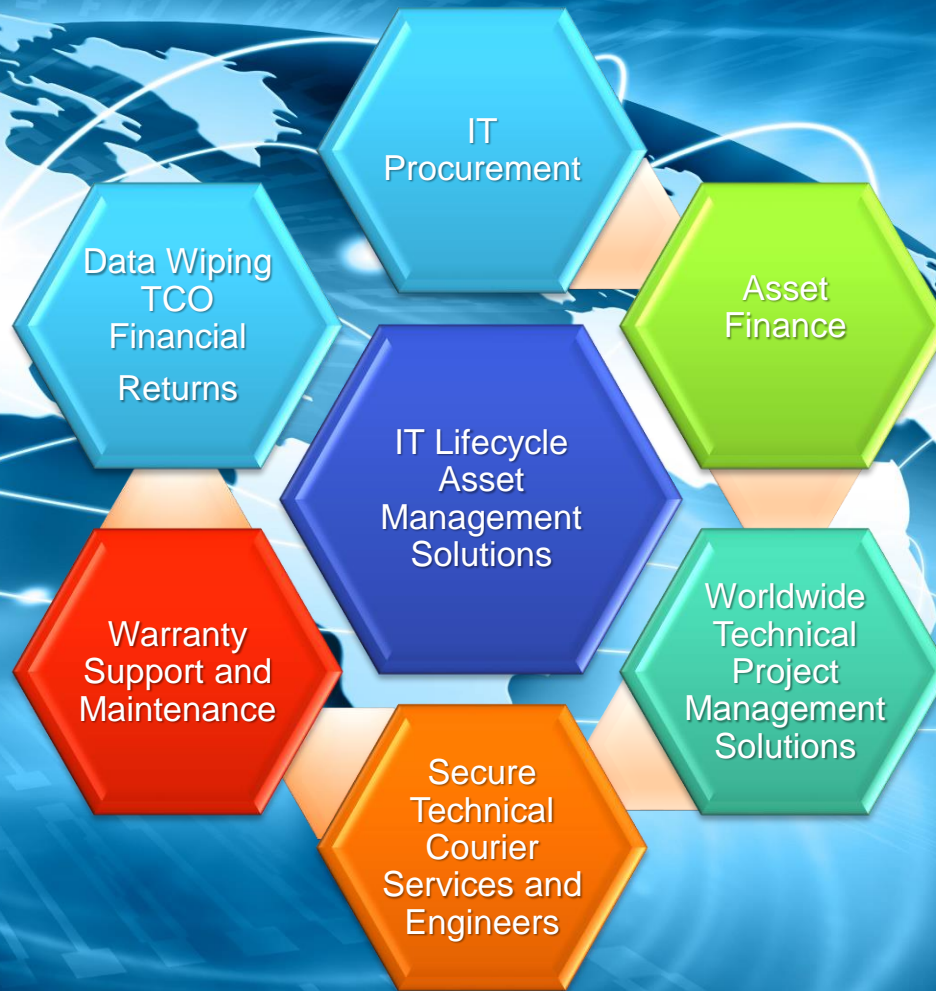 IT
Procurement
Asset
Finance
Worldwide
Technical
Project
Management
Solutions
Secure
Technical
Courier
Services and
Engineers
Warranty
Support and
Maintenance
Data Wiping
TCO
Financial
Returns
IT Lifecycle
Asset
Management
Solutions